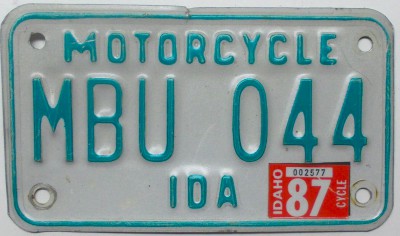 MOTORCYCLE
MBU 044
IDA
IDAHO
002577
87
CYCLE